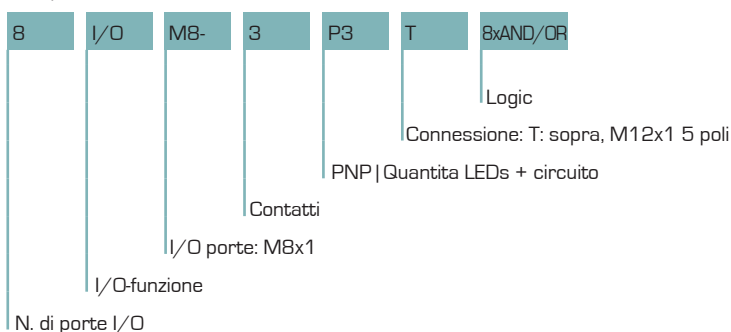 8 I/O M8- 3 P3 T 8xAND/OR
Logic
Connessione: T: sopra, M12x1 5 poli
PNP|Quantita LEDs + circuito
Contatti
I/O porte: M8x1
I/O-funzione
N. di porte I/O